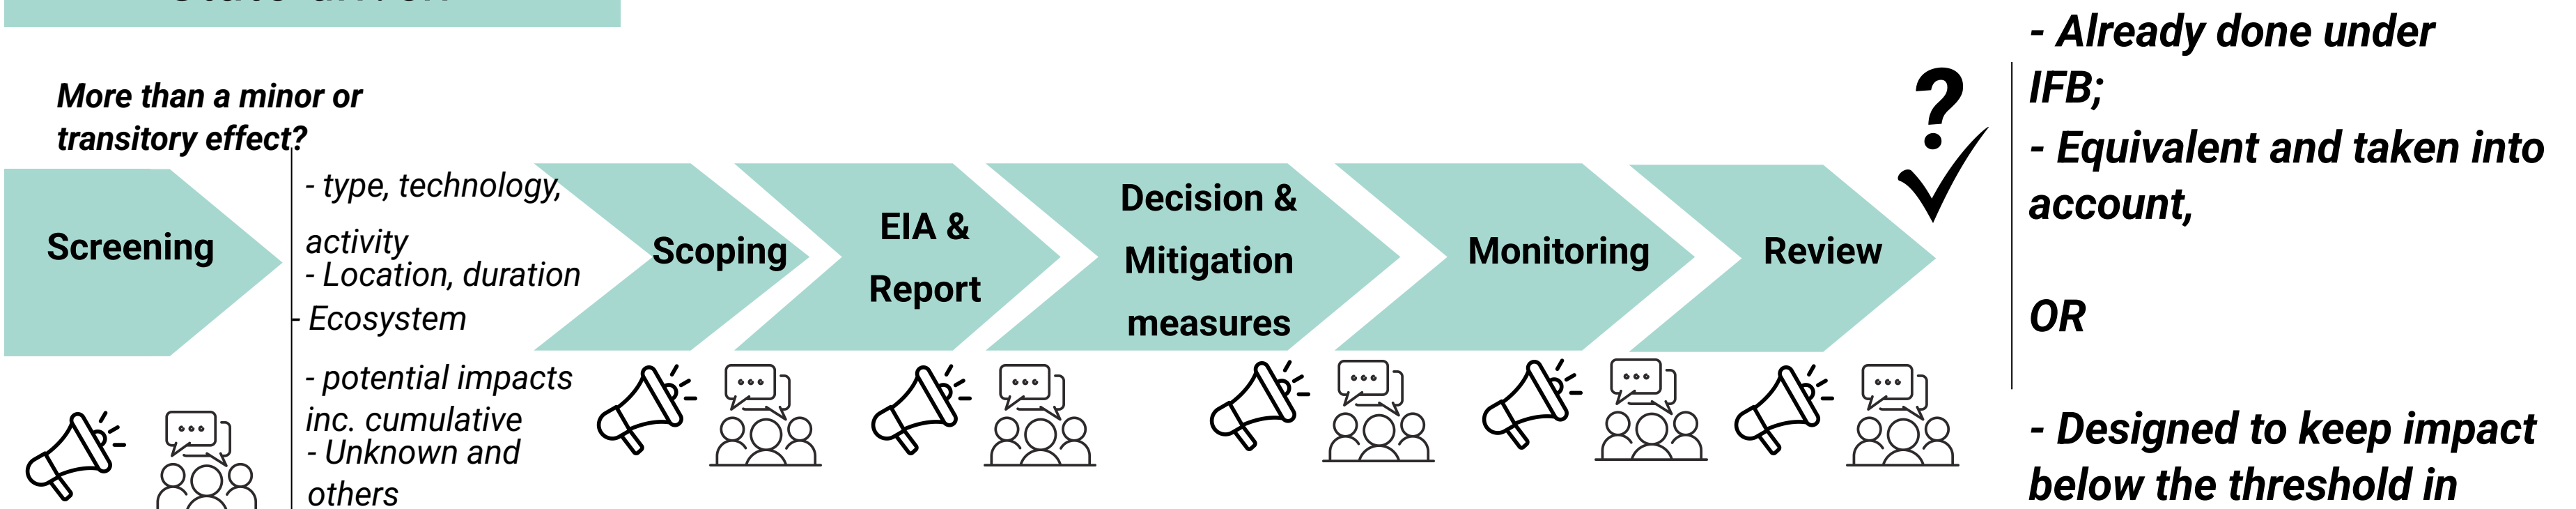 More than a minor or
transitory effect?
Screening
- type, technology,
activity
- Location, duration
- Ecosystem
- potential impacts
inc. cumulative
- Unknown and
others
Scoping
EIA &
Report
Decision &
Mitigation
measures
Monitoring
Review
?
- Already done under
IFB;
- Equivalent and taken into
account,
OR
- Designed to keep impact
below the threshold in